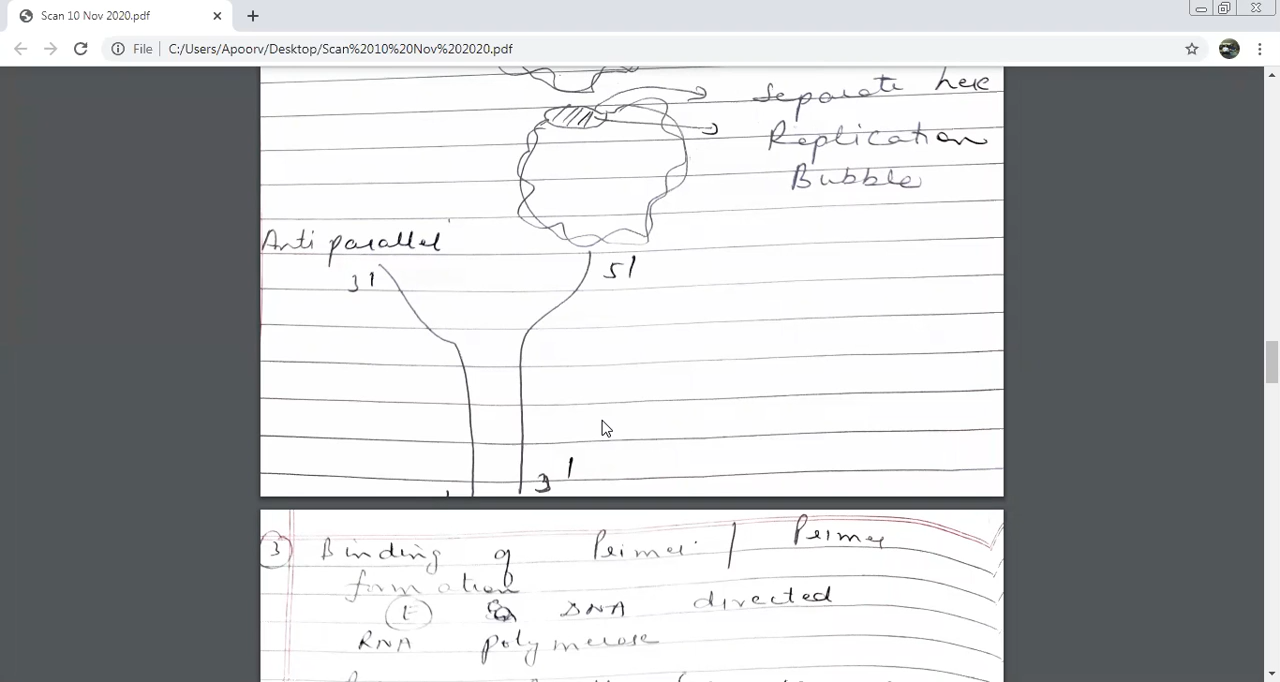 Scan 10 Nov 2020.pdf
File
C:/Users/Apoorv/Desktop/Scan%2010%20Nov%202020.pdf
Separate here
Replication
Bubble
Anti parallel
3'
5'
3'
3 Binding of Primer / Primer
formation
E DNA directed
RNA polymerase